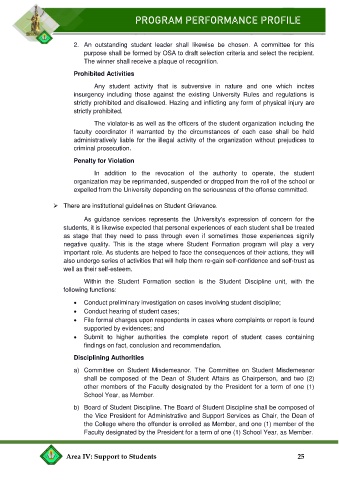 PROGRAM PERFORMANCE PROFILE
2. An outstanding student leader shall likewise be chosen. A committee for this
purpose shall be formed by OSA to draft selection criteria and select the recipient.
The winner shall receive a plaque of recognition.
Prohibited Activities
Any student activity that is subversive in nature and one which incites
insurgency including those against the existing University Rules and regulations is
strictly prohibited and disallowed. Hazing and inflicting any form of physical injury are
strictly prohibited.
The violator-is as well as the officers of the student organization including the
faculty coordinator if warranted by the circumstances of each case shall be held
administratively liable for the illegal activity of the organization without prejudices to
criminal prosecution.
Penalty for Violation
In addition to the revocation of the authority to operate, the student
organization may be reprimanded, suspended or dropped from the roll of the school or
expelled from the University depending on the seriousness of the offense committed.
➢ There are institutional guidelines on Student Grievance.
As guidance services represents the University's expression of concern for the
students, it is likewise expected that personal experiences of each student shall be treated
as stage that they need to pass through even if sometimes those experiences signify
negative quality. This is the stage where Student Formation program will play a very
important role. As students are helped to face the consequences of their actions, they will
also undergo series of activities that will help them re-gain self-confidence and self-trust as
well as their self-esteem.
Within the Student Formation section is the Student Discipline unit, with the
following functions:
• Conduct preliminary investigation on cases involving student discipline;
• Conduct hearing of student cases;
• File formal charges upon respondents in cases where complaints or report is found
supported by evidences; and
• Submit to higher authorities the complete report of student cases containing
findings on fact, conclusion and recommendation.
Disciplining Authorities
a) Committee on Student Misdemeanor. The Committee on Student Misdemeanor
shall be composed of the Dean of Student Affairs as Chairperson, and two (2)
other members of the Faculty designated by the President for a term of one (1)
School Year, as Member.
b) Board of Student Discipline. The Board of Student Discipline shall be composed of
the Vice President for Administrative and Support Services as Chair, the Dean of
the College where the offender is enrolled as Member, and one (1) member of the
Faculty designated by the President for a term of one (1) School Year, as Member.
Area IV: Support to Students 25